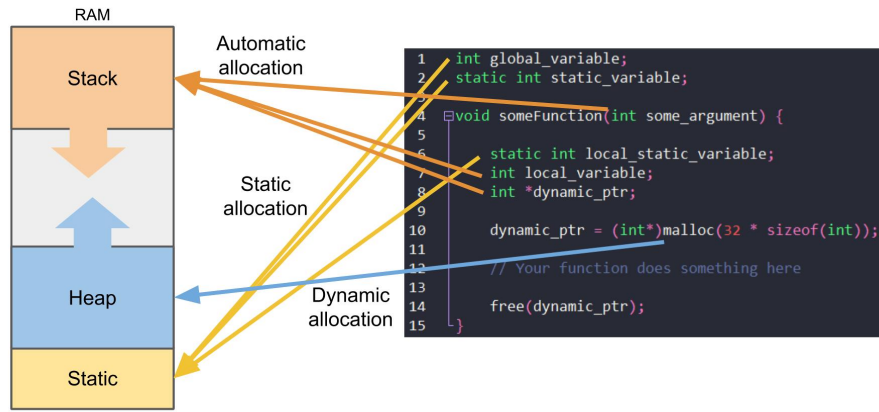 RAM
Stack
Heap
Static
Automatic
allocation
Static
allocation
Dynamic
allocation
1 int global_variable;
2 static int static_variable;
3
4 void someFunction(int some_argument) {
5
6 static int local_static_variable;
7 int local_variable;
8 int *dynamic_ptr;
9
10 dynamic_ptr = (int*)malloc(32 * sizeof(int));
11
12 // Your function does something here
13
14 free(dynamic_ptr);
15 }